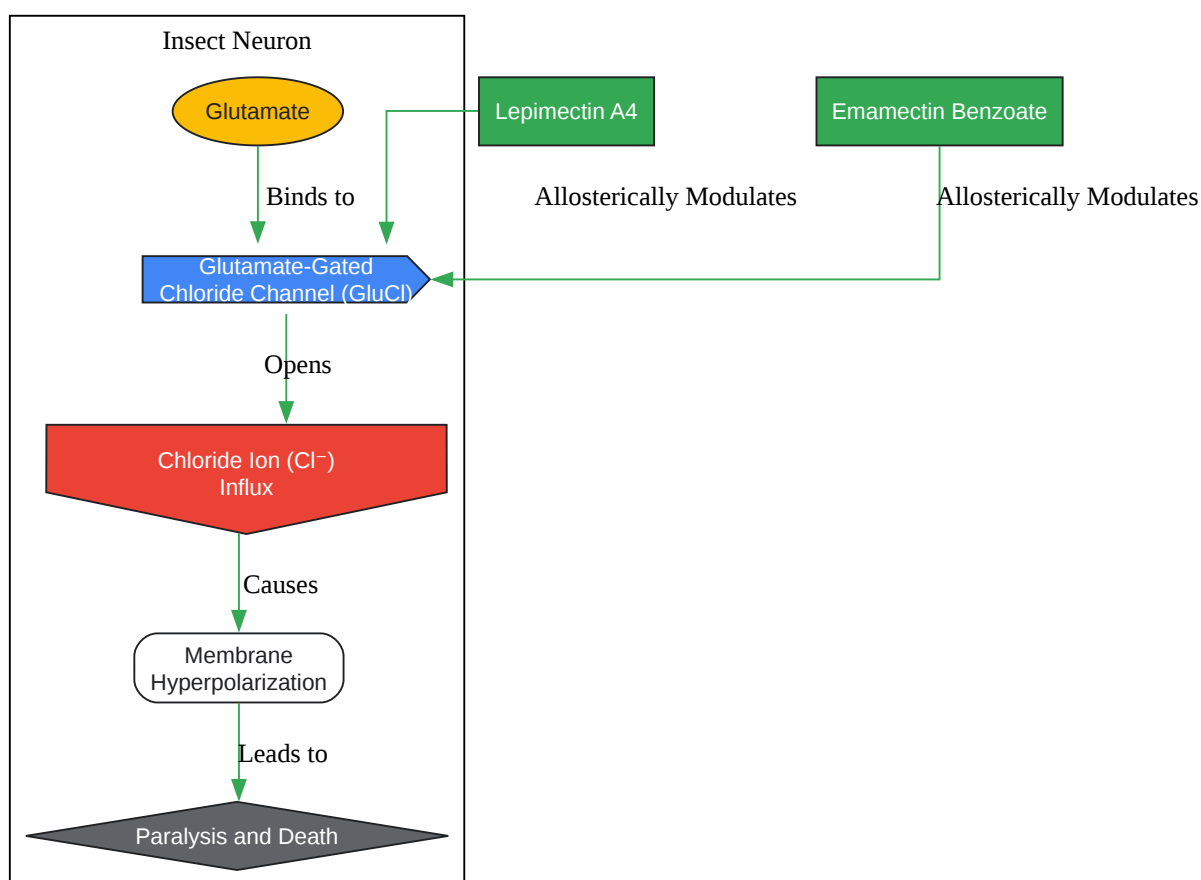 Insect Neuron
Glutamate
Lepimectin A4
Emamectin Benzoate
Binds to
Allosterically Modulates
Allosterically Modulates
Glutamate-Gated
Chloride Channel (GluCl)
Opens
Chloride Ion (Cl⁻)
Influx
Causes
Membrane
Hyperpolarization
Leads to
Paralysis and Death